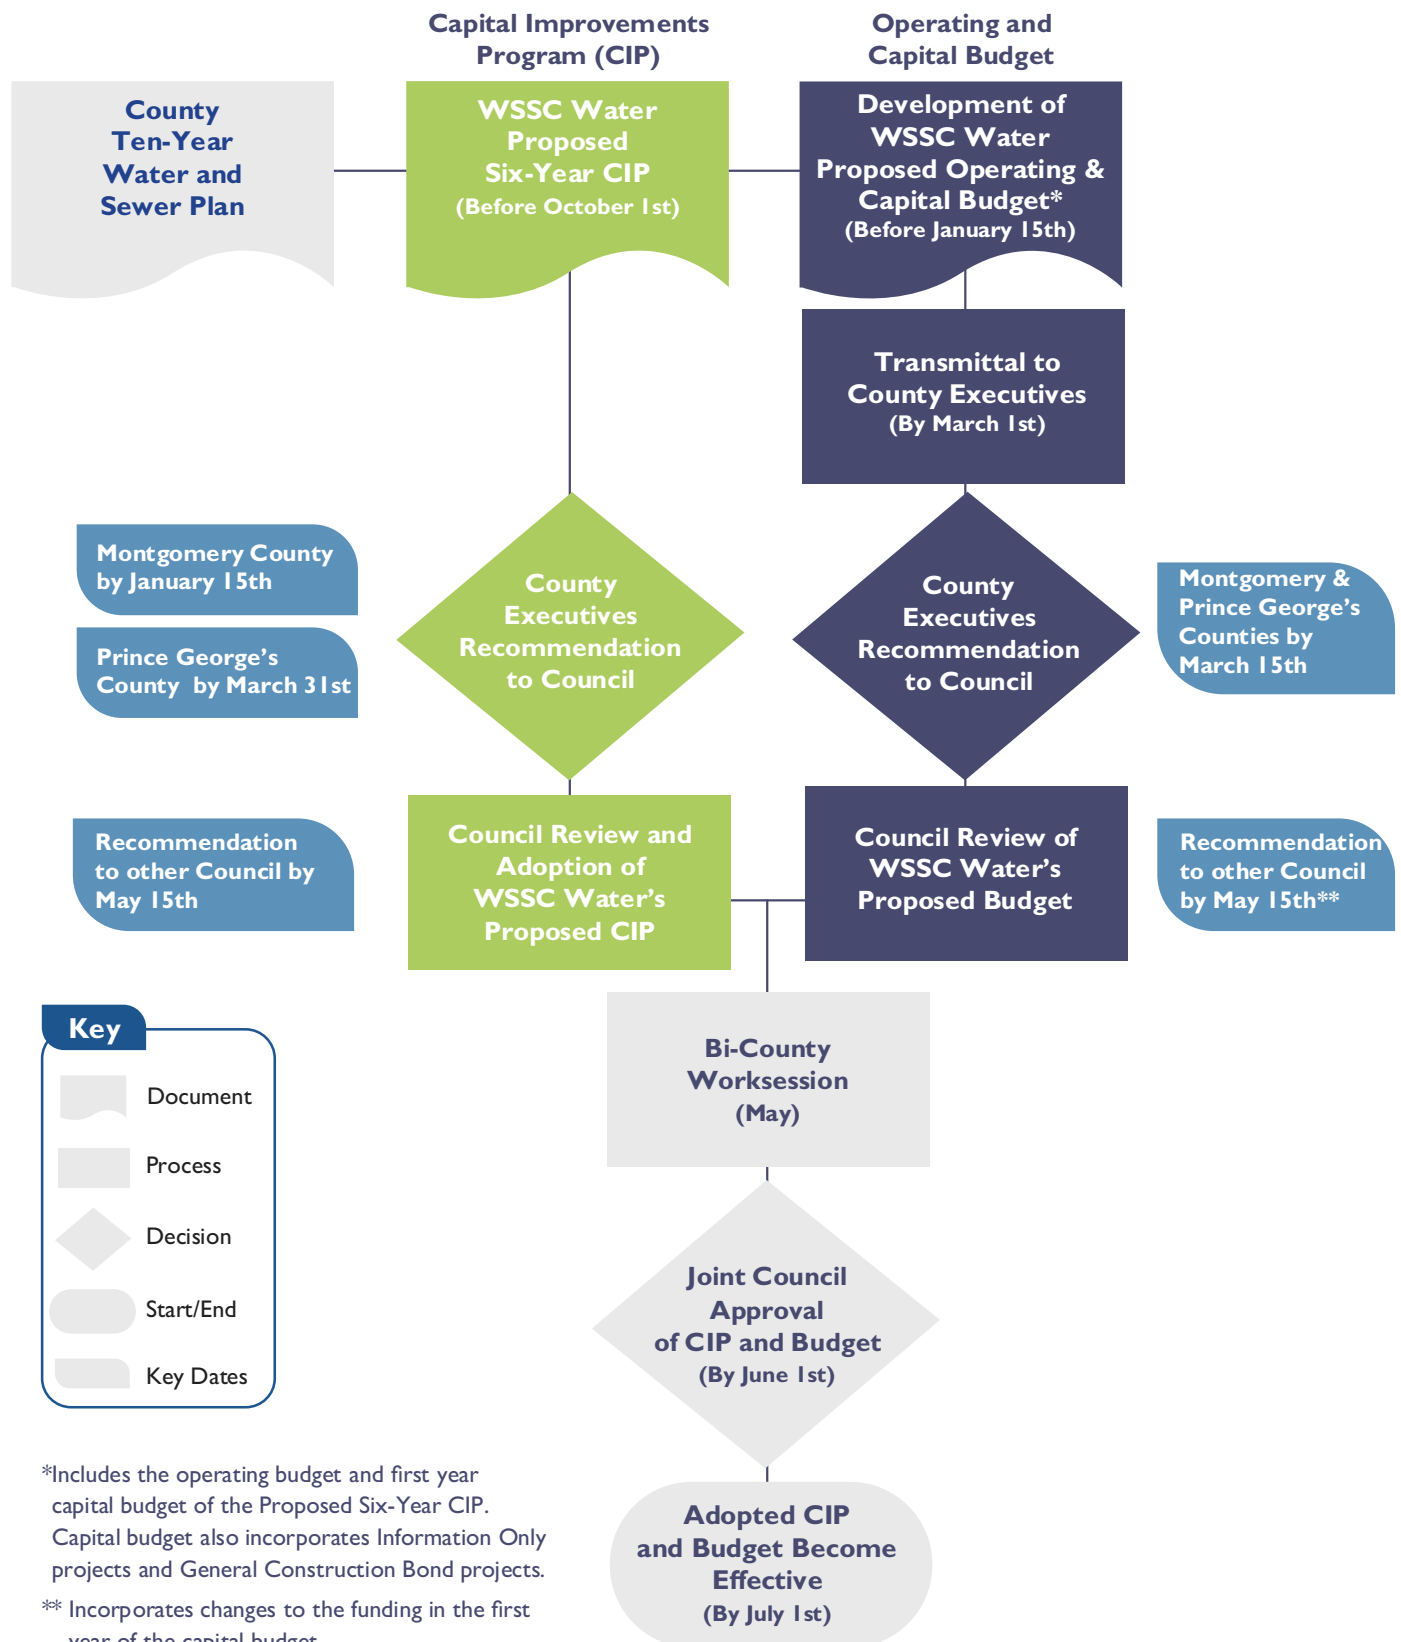 Capital Improvements
Program (CIP)
Operating and
Capital Budget
County
Ten-Year
Water and
Sewer Plan
WSSC Water
Proposed
Six-Year CIP
(Before October 1st)
Development of
WSSC Water
Proposed Operating &
Capital Budget*
(Before January 15th)
Transmittal to
County Executives
(By March 1st)
Montgomery County
by January 15th
Prince George's
County by March 31st
County
Executives
Recommendation
to Council
County
Executives
Recommendation
to Council
Montgomery &
Prince George's
Counties by
March 15th
Recommendation
to other Council by
May 15th
Council Review and
Adoption of
WSSC Water's
Proposed CIP
Council Review of
WSSC Water's
Proposed Budget
Recommendation
to other Council
by May 15th**
Bi-County
Worksession
(May)
Joint Council
Approval
of CIP and Budget
(By June 1st)
Adopted CIP
and Budget Become
Effective
(By July 1st)
Key
Document
Process
Decision
Start/End
Key Dates
*Includes the operating budget and first year
capital budget of the Proposed Six-Year CIP.
Capital budget also incorporates Information Only
projects and General Construction Bond projects.
** Incorporates changes to the funding in the first
year of the capital budget